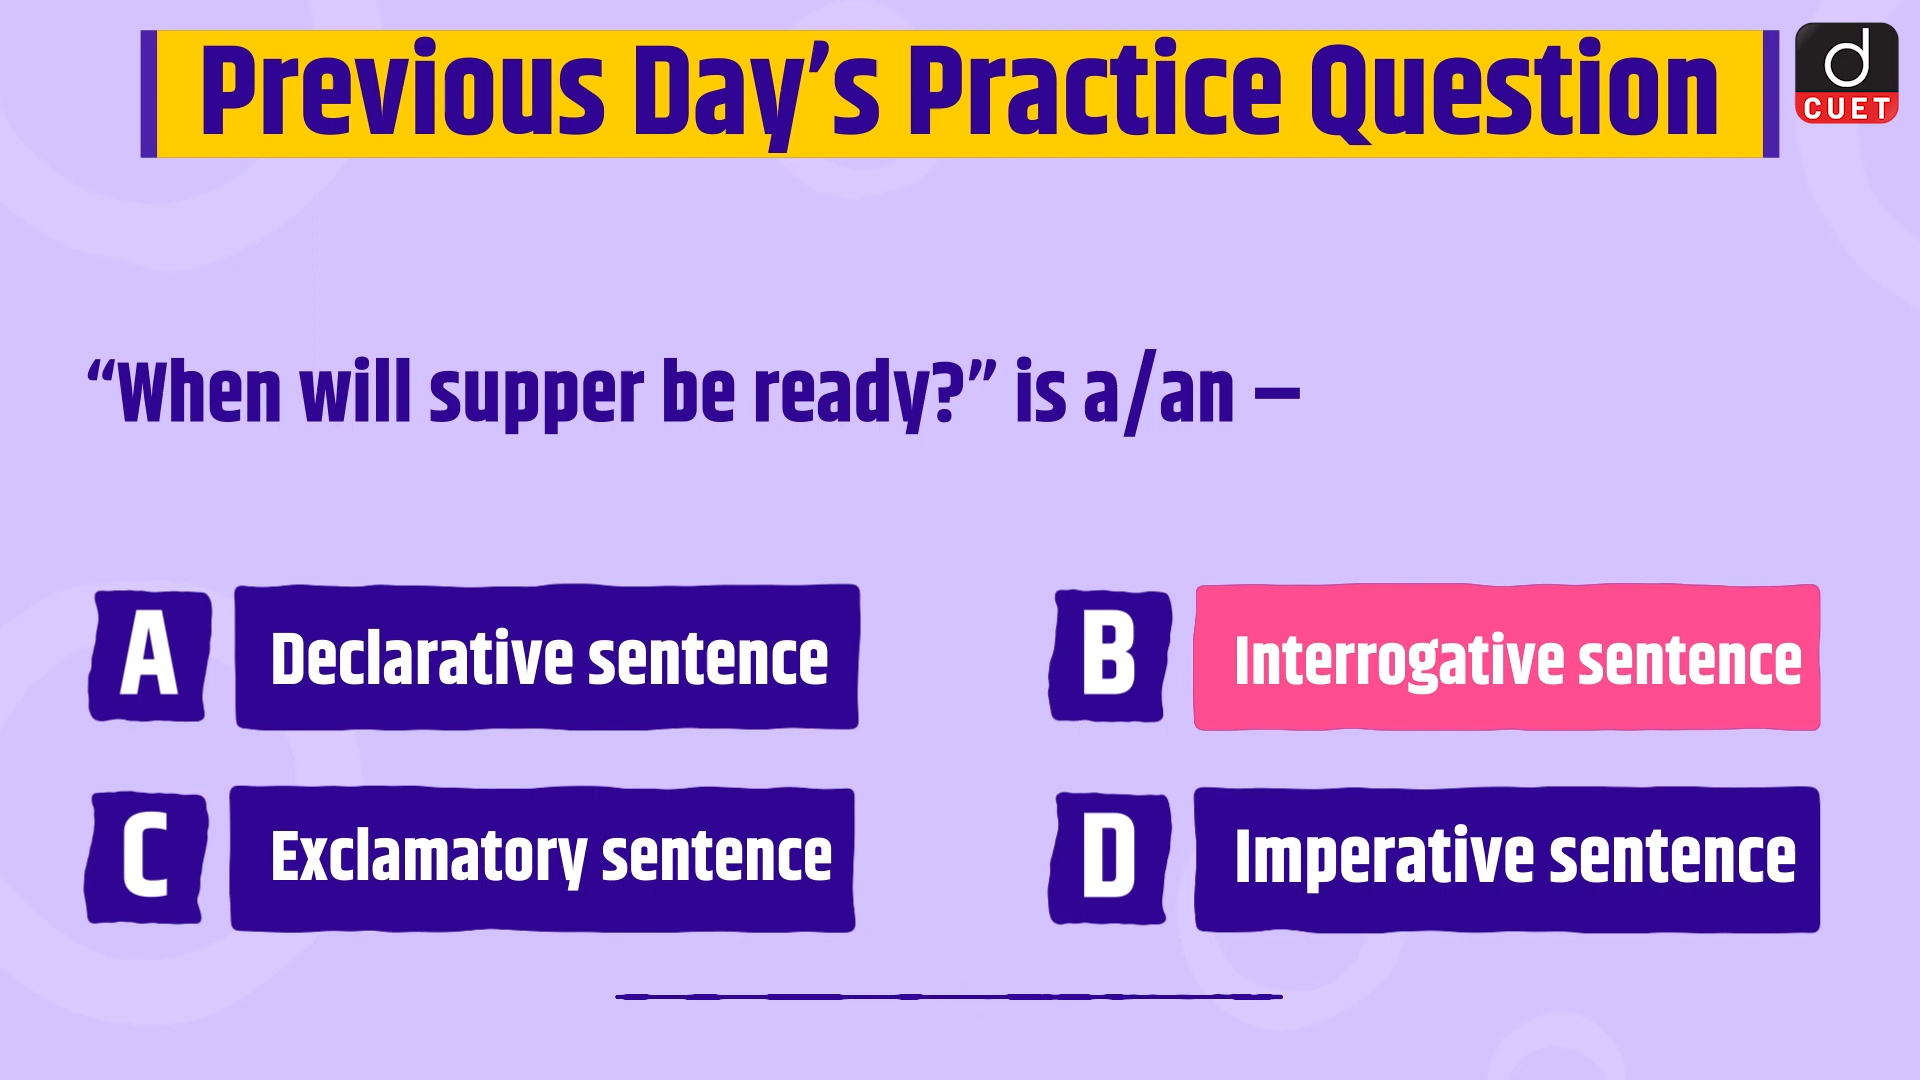 Previous Day’s Practice Question
d
CUET
“When will supper be ready?” is a/an –
A Declarative sentence
B Interrogative sentence
C Exclamatory sentence
D Imperative sentence